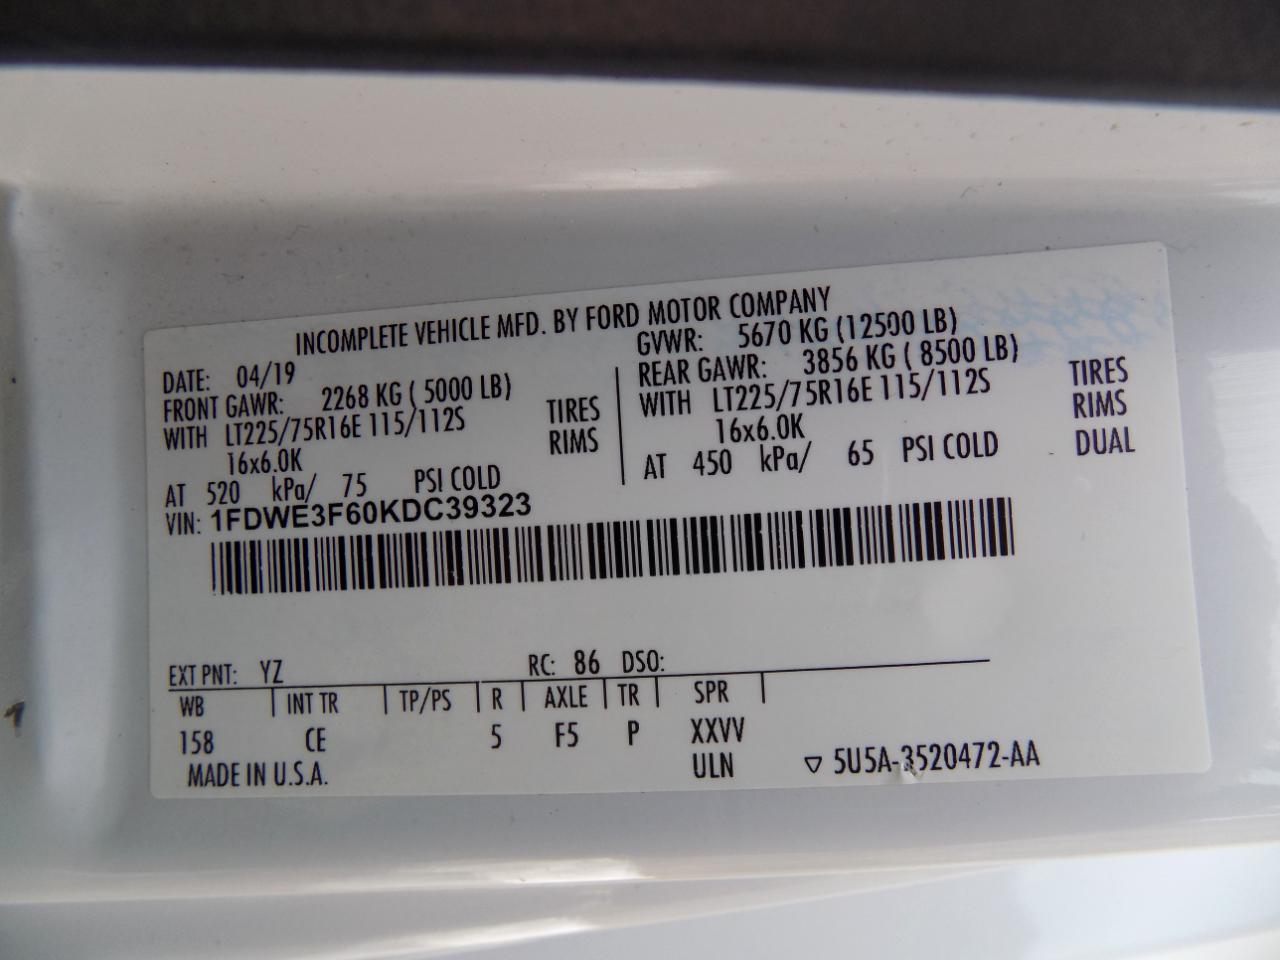 INCOMPLETE VEHICLE MFD. BY FORD MOTOR COMPANY
DATE: 04/19 GVWR: 5670 KG (12500 LB)
FRONT GAWR: 2268 KG ( 5000 LB) REAR GAWR: 3856 KG ( 8500 LB)
WITH LT225/75R16E 115/112S TIRES WITH LT225/75R16E 115/112S TIRES
16x6.0K RIMS 16x6.0K RIMS
AT 520 kPa/ 75 PSI COLD AT 450 kPa/ 65 PSI COLD DUAL
VIN: 1FDWE3F60KDC39323
EXT PNT: YZ RC: 86 DSO:
WB INT TR TP/PS R AXLE TR SPR
158 CE 5 F5 P XXVV
MADE IN U.S.A. ULN ▽ 5U5A-3520472-AA